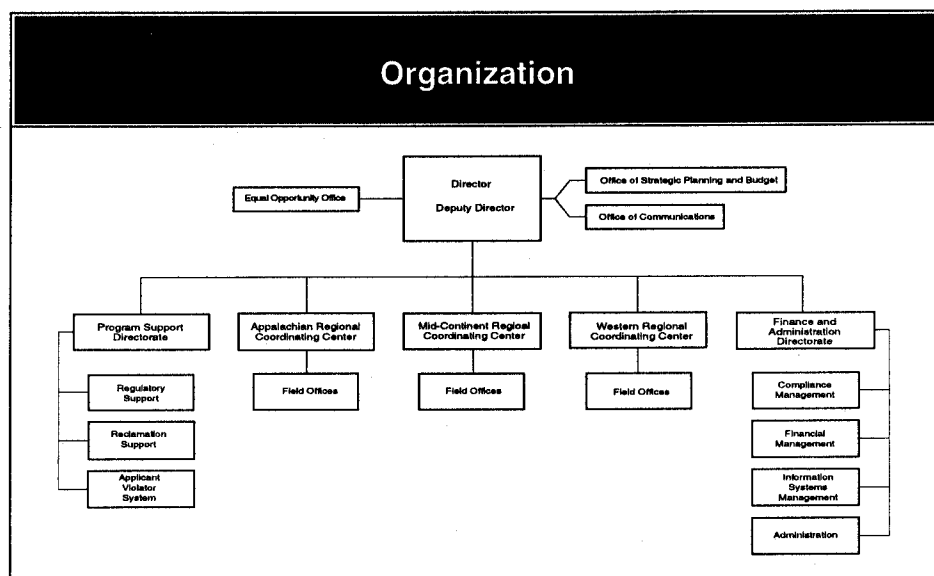 Organization
Director
Deputy Director
Equal Opportunity Office
Office of Strategic Planning and Budget
Office of Communications
Program Support
Directorate
Appalachian Regional
Coordinating Center
Mid-Continent Regional
Coordinating Center
Western Regional
Coordinating Center
Finance and
Administration
Directorate
Regulatory
Support
Reclamation
Support
Applicant
Violator
System
Field Offices
Field Offices
Field Offices
Compliance
Management
Financial
Management
Information
Systems
Management
Administration